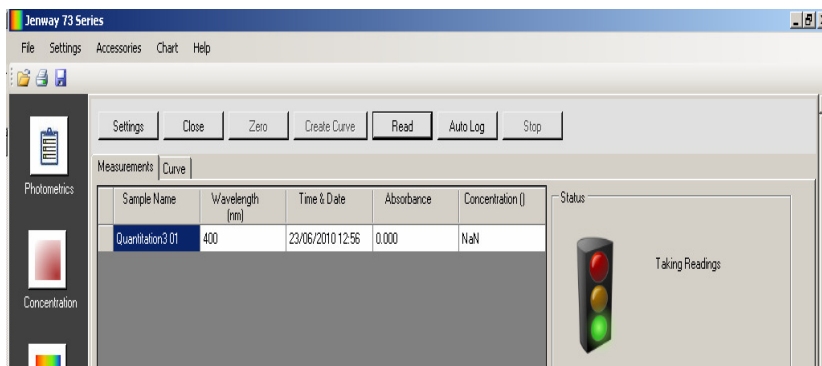 Jenway 73 Series
File Settings Accessories Chart Help
Settings Close Zero Create Curve Read Auto Log Stop
Measurements Curve
Photometrics
Concentration
Sample Name Wavelength (nm) Time & Date Absorbance Concentration ()
Quantitation3 01 400 23/06/2010 12:56 0.000 NaN
Status
Taking Readings